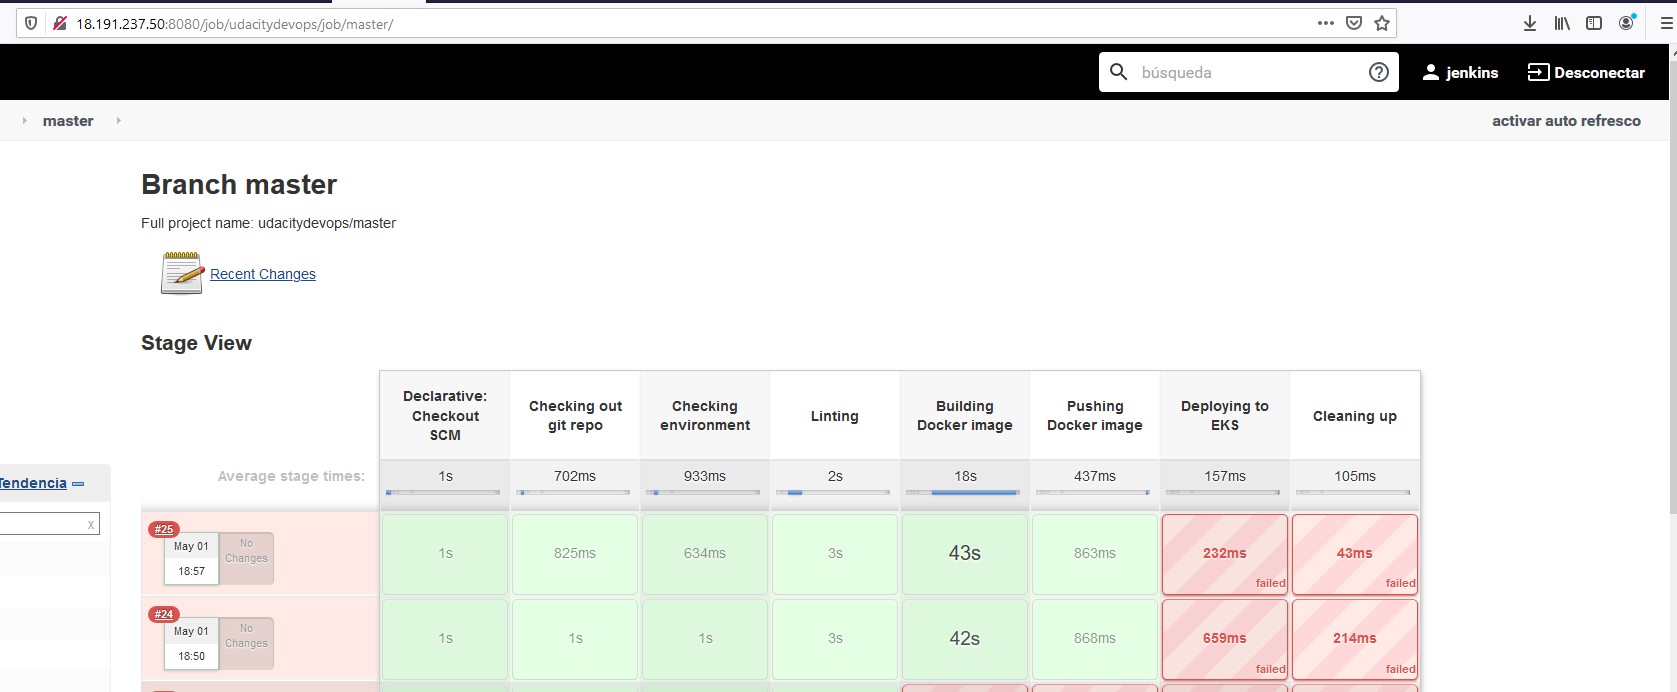 18.191.237.50:8080/job/udacitydevops/job/master/
búsqueda
jenkins
Desconectar
master
activar auto refresco
Branch master
Full project name: udacitydevops/master
Recent Changes
Stage View
Declarative:
Checkout
SCM
Checking out
git repo
Checking
environment
Linting
Building
Docker image
Pushing
Docker image
Deploying to
EKS
Cleaning up
Average stage times:
1s
702ms
933ms
2s
18s
437ms
157ms
105ms
Tendencia
x
#25
May 01
18:57
No
Changes
1s
825ms
634ms
3s
43s
863ms
232ms
failed
43ms
failed
#24
May 01
18:50
No
Changes
1s
1s
1s
3s
42s
868ms
659ms
failed
214ms
failed